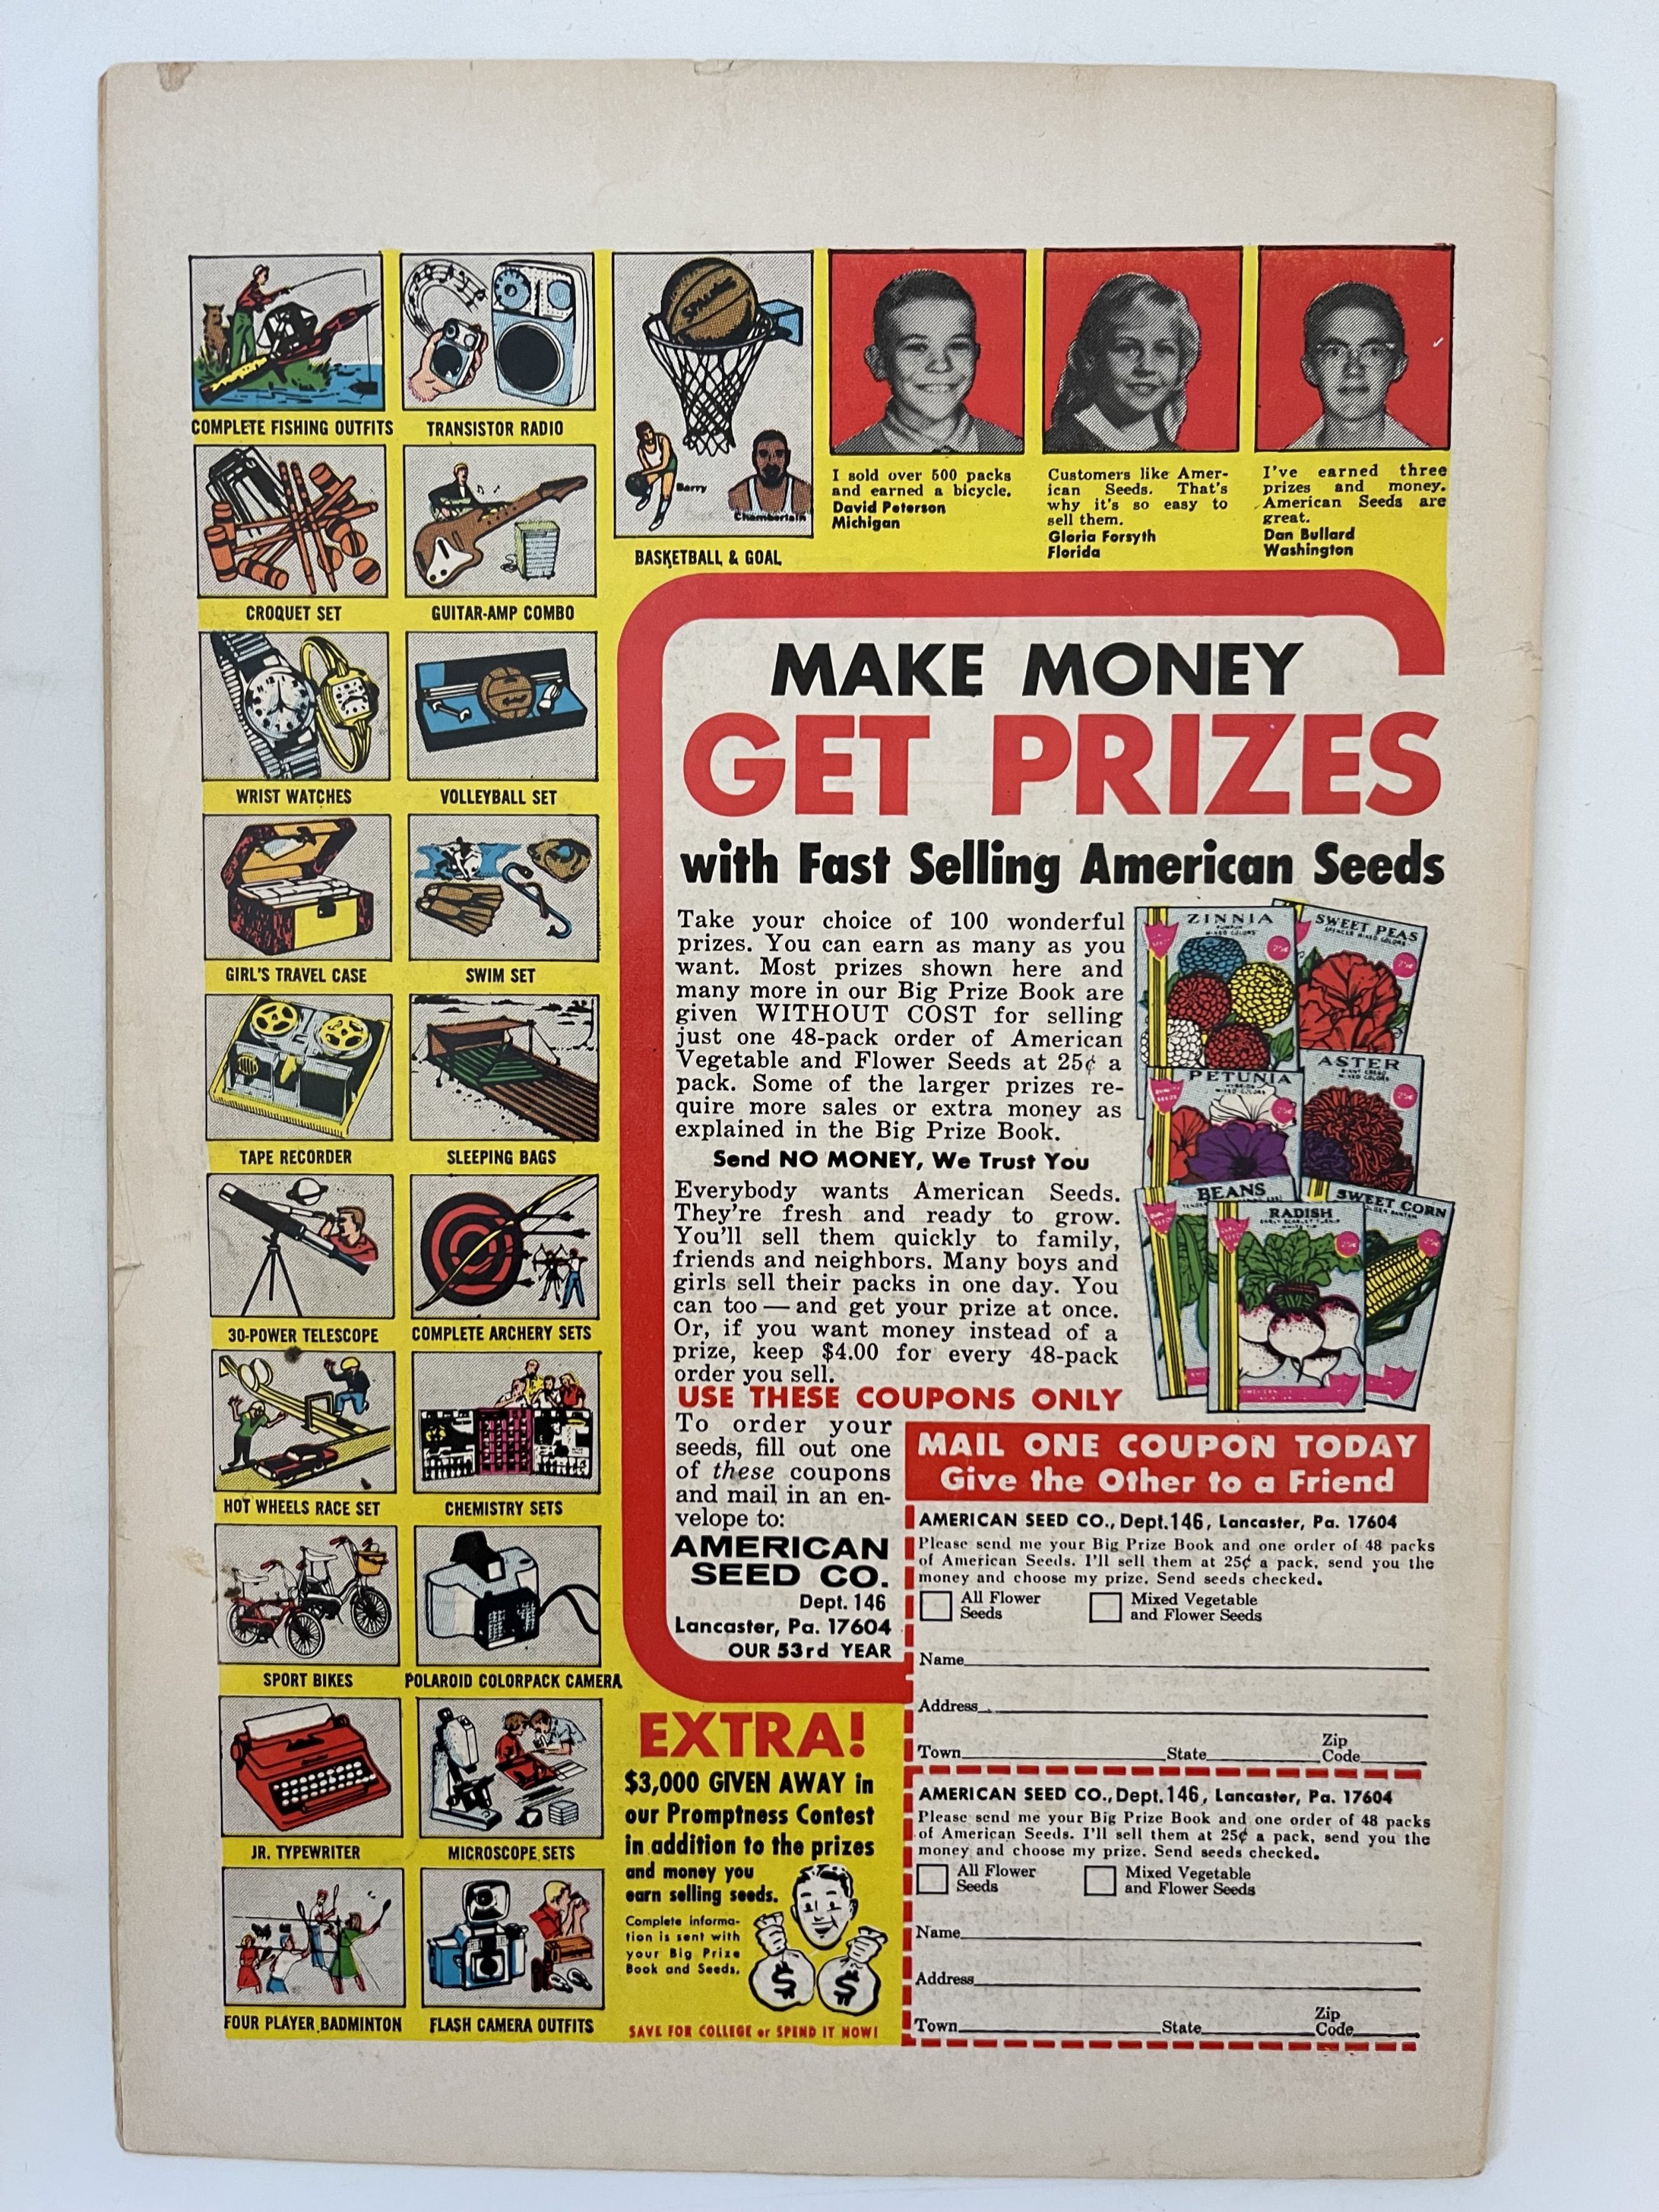 COMPLETE FISHING OUTFITS
TRANSISTOR RADIO
Barry
Chamberlain
BASKETBALL & GOAL
CROQUET SET
GUITAR-AMP COMBO
WRIST WATCHES
VOLLEYBALL SET
GIRL'S TRAVEL CASE
SWIM SET
TAPE RECORDER
SLEEPING BAGS
30-POWER TELESCOPE
COMPLETE ARCHERY SETS
HOT WHEELS RACE SET
CHEMISTRY SETS
SPORT BIKES
POLAROID COLORPACK CAMERA
JR. TYPEWRITER
MICROSCOPE SETS
FOUR PLAYER BADMINTON
FLASH CAMERA OUTFITS
I sold over 500 packs
and earned a bicycle.
David Peterson
Michigan
Customers like Amer-
ican Seeds. That's
why it's so easy to
sell them.
Gloria Forsyth
Florida
I've earned three
prizes and money.
American Seeds are
great.
Dan Bullard
Washington
MAKE MONEY
GET PRIZES
with Fast Selling American Seeds
Take your choice of 100 wonderful
prizes. You can earn as many as you
want. Most prizes shown here and
many more in our Big Prize Book are
given WITHOUT COST for selling
just one 48-pack order of American
Vegetable and Flower Seeds at 25¢ a
pack. Some of the larger prizes re-
quire more sales or extra money as
explained in the Big Prize Book.
Send NO MONEY, We Trust You
Everybody wants American Seeds.
They're fresh and ready to grow.
You'll sell them quickly to family,
friends and neighbors. Many boys and
girls sell their packs in one day. You
can too — and get your prize at once.
Or, if you want money instead of a
prize, keep $4.00 for every 48-pack
order you sell.
ZINNIA
MIXED COLORS
25¢
SWEET PEAS
SPENCER MIXED COLORS
25¢
PETUNIA
MIXED COLORS
25¢
ASTER
MIXED COLORS
25¢
BEANS
RADISH
25¢
SWEET CORN
25¢
USE THESE COUPONS ONLY
To order your
seeds, fill out one
of these coupons
and mail in an en-
velope to:
AMERICAN
SEED CO.
Dept. 146
Lancaster, Pa. 17604
OUR 53rd YEAR
MAIL ONE COUPON TODAY
Give the Other to a Friend
AMERICAN SEED CO., Dept. 146, Lancaster, Pa. 17604
Please send me your Big Prize Book and one order of 48 packs
of American Seeds. I'll sell them at 25¢ a pack, send you the
money and choose my prize. Send seeds checked.
All Flower
Seeds
Mixed Vegetable
and Flower Seeds
Name
Address
Town State Zip
Code
AMERICAN SEED CO., Dept. 146, Lancaster, Pa. 17604
Please send me your Big Prize Book and one order of 48 packs
of American Seeds. I'll sell them at 25¢ a pack, send you the
money and choose my prize. Send seeds checked.
All Flower
Seeds
Mixed Vegetable
and Flower Seeds
Name
Address
Town State Zip
Code
EXTRA!
$3,000 GIVEN AWAY in
our Promptness Contest
in addition to the prizes
and money you
earn selling seeds.
Complete informa-
tion is sent with
your Big Prize
Book and Seeds.
$ $
SAVE FOR COLLEGE or SPEND IT NOW!